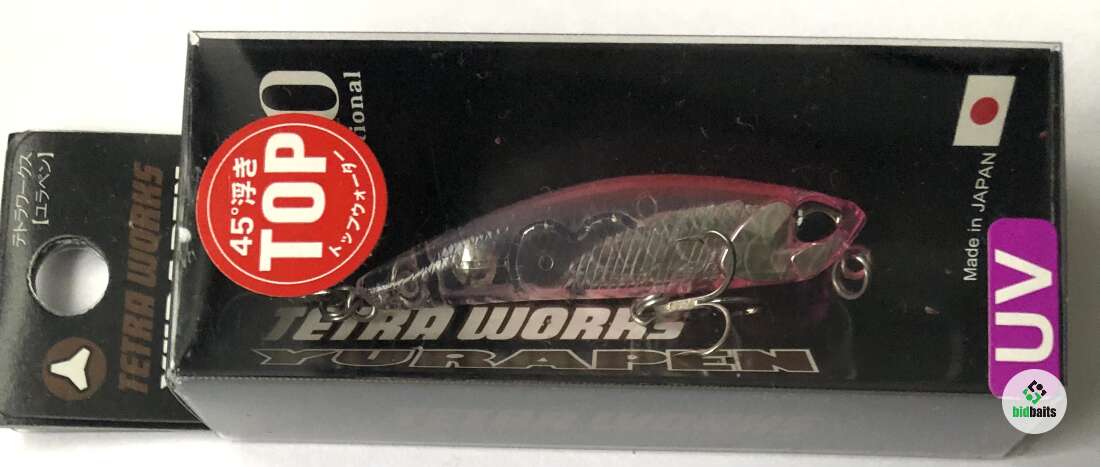 テトラワークス
[ユラペン]
TETRA WORKS
O
tional
45°浮き
TOP
トップウォーター
TETRA WORKS
YURAPEN
Made in JAPAN
UV
bidbaits